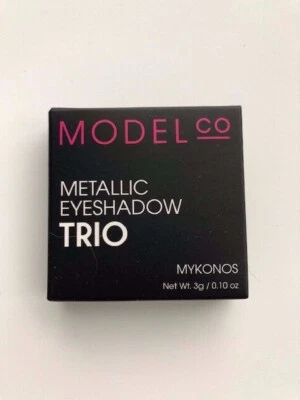 MODEL CO
METALLIC
EYESHADOW
TRIO
MYKONOS
Net Wt. 3g / 0.10 oz